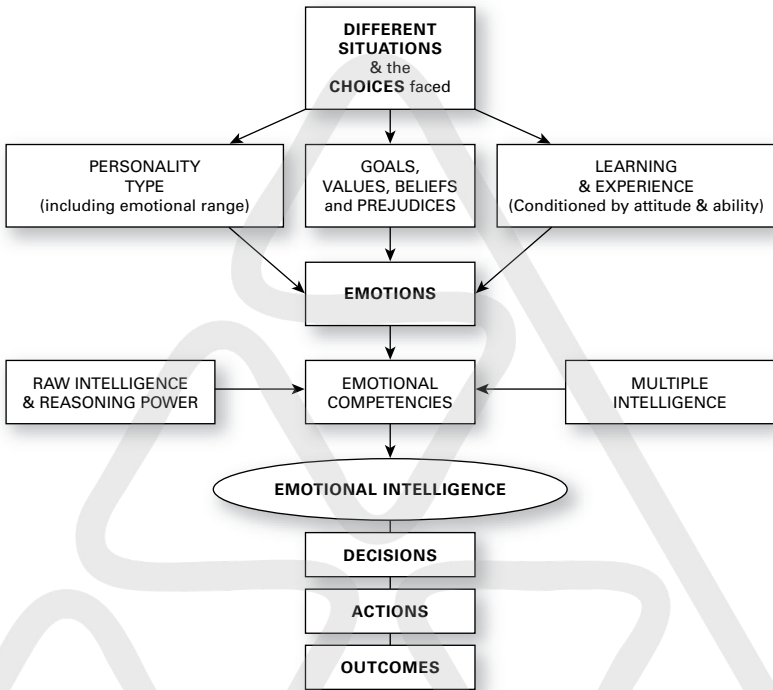 DIFFERENT
SITUATIONS
& the
CHOICES faced
PERSONALITY
TYPE
(including emotional range)
GOALS,
VALUES, BELIEFS
and PREJUDICES
LEARNING
& EXPERIENCE
(Conditioned by attitude & ability)
EMOTIONS
RAW INTELLIGENCE
& REASONING POWER
EMOTIONAL
COMPETENCIES
MULTIPLE
INTELLIGENCE
EMOTIONAL INTELLIGENCE
DECISIONS
ACTIONS
OUTCOMES